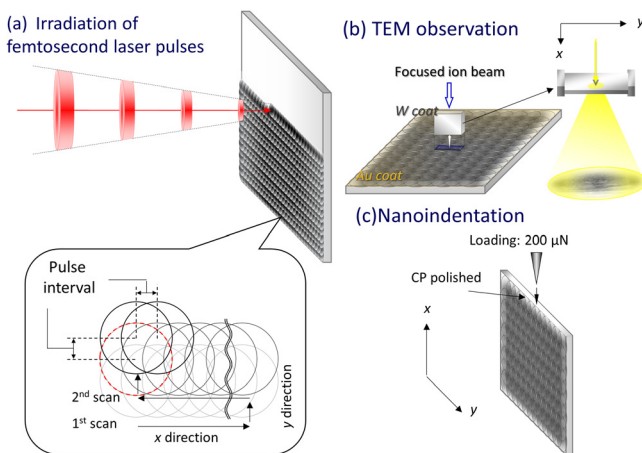 (a) Irradiation of
femtosecond laser pulses
Pulse
interval
2nd scan
1st scan
x direction
y direction
(b) TEM observation
y
x
Focused ion beam
W coat
Au coat
(c)Nanoindentation
Loading: 200 μN
CP polished
x
y